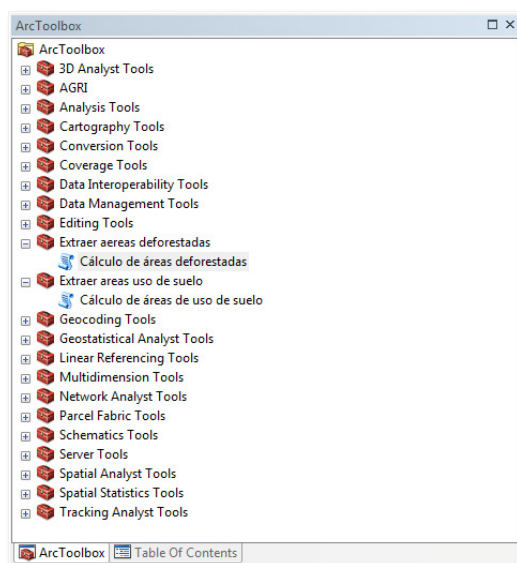 ArcToolbox
ArcToolbox
3D Analyst Tools
AGRI
Analysis Tools
Cartography Tools
Conversion Tools
Coverage Tools
Data Interoperability Tools
Data Management Tools
Editing Tools
Extraer aereas deforestadas
Cálculo de áreas deforestadas
Extraer areas uso de suelo
Cálculo de áreas de uso de suelo
Geocoding Tools
Geostatistical Analyst Tools
Linear Referencing Tools
Multidimension Tools
Network Analyst Tools
Parcel Fabric Tools
Schematics Tools
Server Tools
Spatial Analyst Tools
Spatial Statistics Tools
Tracking Analyst Tools
ArcToolbox Table Of Contents